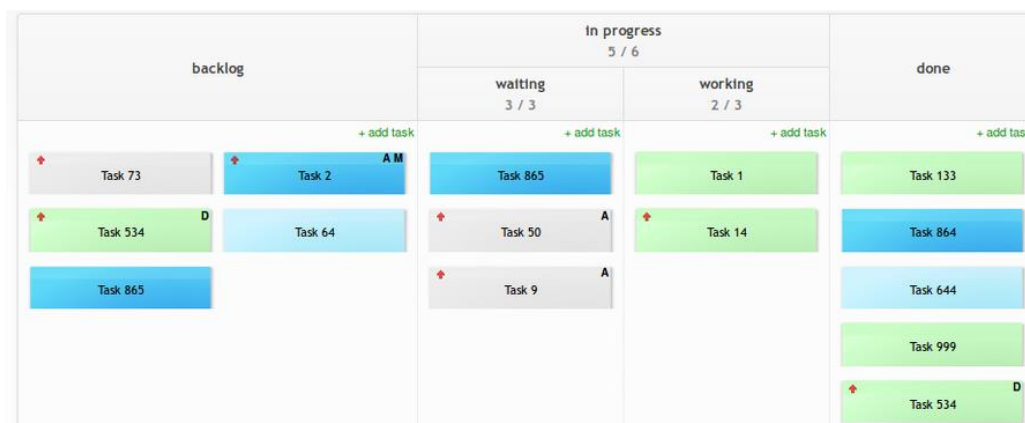 backlog
in progress
5 / 6
waiting
3 / 3
working
2 / 3
done
+ add task
+ add task
+ add task
+ add tas
Task 73
A M
Task 2
Task 865
Task 1
Task 133
D
Task 534
Task 64
A
Task 50
Task 14
Task 864
Task 865
A
Task 9
Task 644
Task 999
D
Task 534